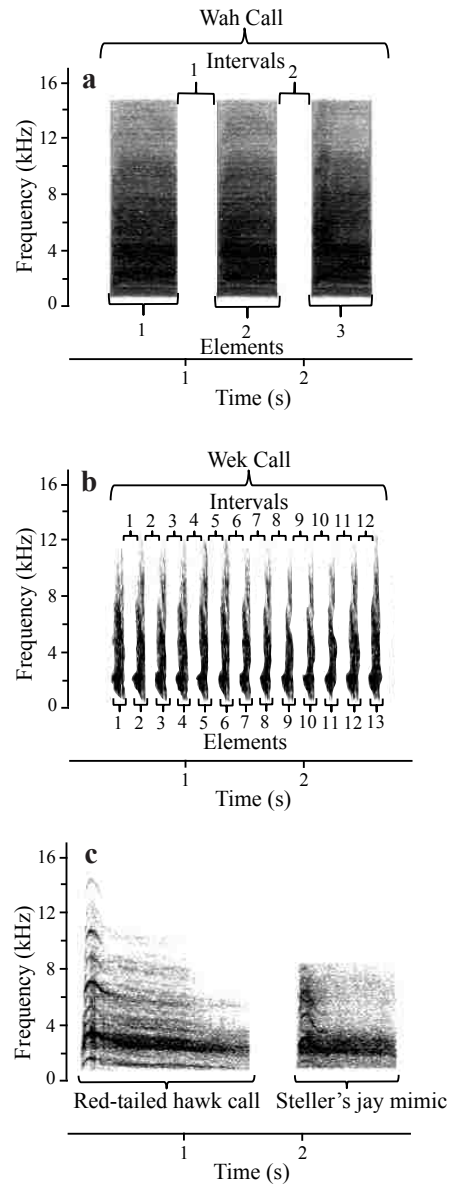 Wah Call
a
Intervals
1 2
16
12
8
4
0
Frequency (kHz)
1 2 3
Elements
1 2
Time (s)
Wek Call
b
16
Intervals
1 2 3 4 5 6 7 8 9 10 11 12
12
8
4
0
Frequency (kHz)
1 2 3 4 5 6 7 8 9 10 11 12 13
Elements
1 2
Time (s)
c
16
12
8
4
0
Frequency (kHz)
Red-tailed hawk call Steller's jay mimic
1 2
Time (s)